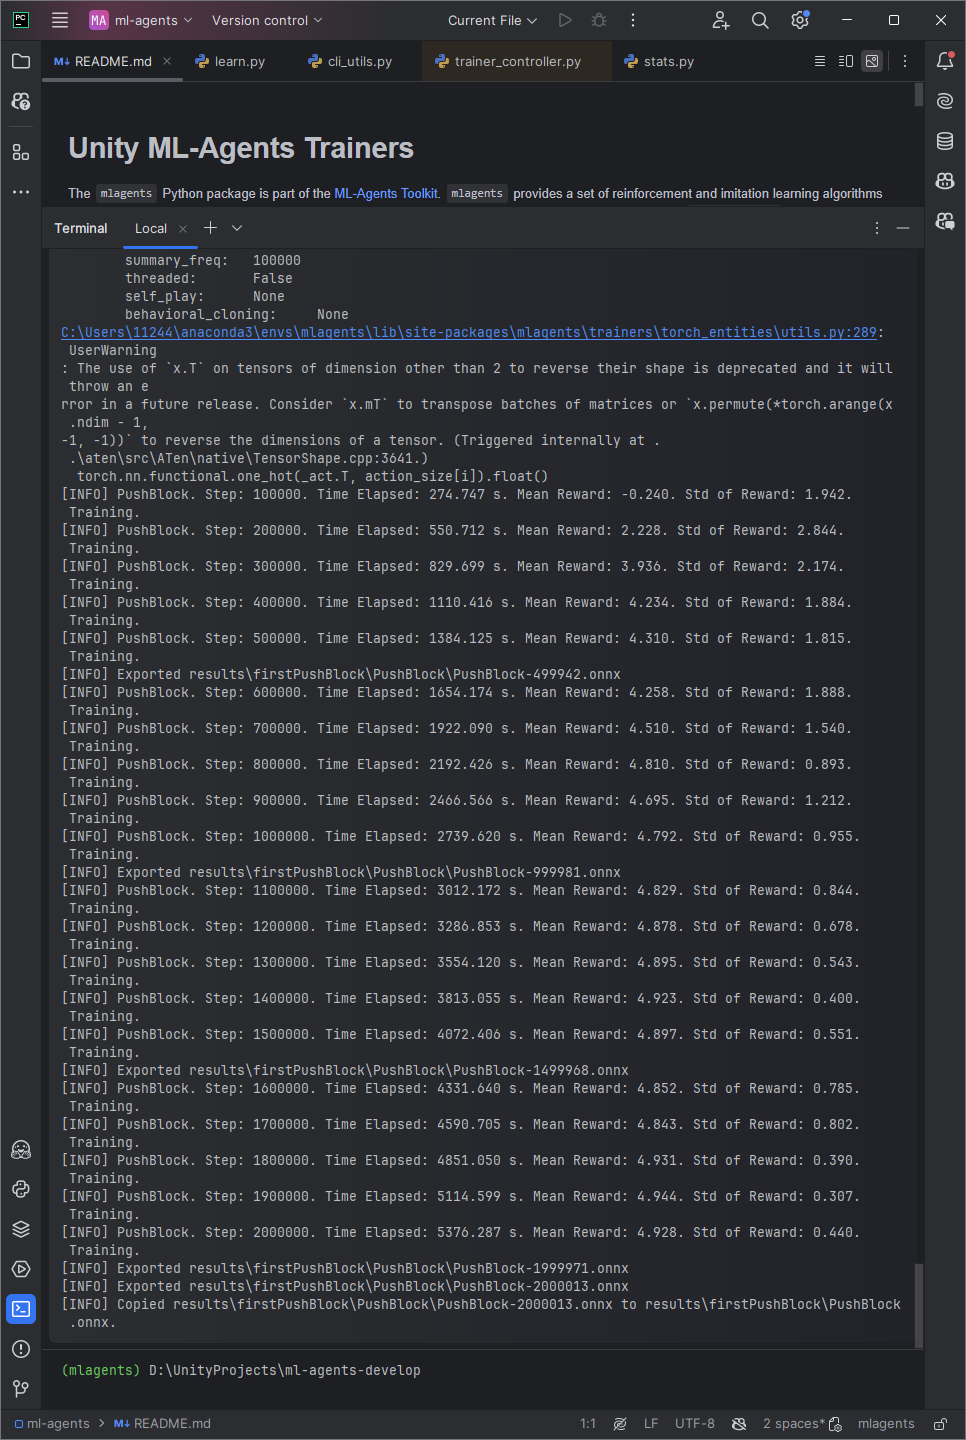 PC
MA ml-agents
Version control
Current File
README.md
learn.py
cli_utils.py
trainer_controller.py
stats.py
Unity ML-Agents Trainers
The mlagents Python package is part of the ML-Agents Toolkit. mlagents provides a set of reinforcement and imitation learning algorithms
Terminal
Local
summary_freq:   100000
threaded:       False
self_play:      None
behavioral_cloning:     None
C:\Users\11244\anaconda3\envs\mlagents\lib\site-packages\mlagents\trainers\torch_entities\utils.py:289:
UserWarning
: The use of `x.T` on tensors of dimension other than 2 to reverse their shape is deprecated and it will
throw an e
rror in a future release. Consider `x.mT` to transpose batches of matrices or `x.permute(*torch.arange(x
.ndim - 1,
-1, -1))` to reverse the dimensions of a tensor. (Triggered internally at .
.\aten\src\ATen\native\TensorShape.cpp:3641.)
torch.nn.functional.one_hot(_act.T, action_size[i]).float()
[INFO] PushBlock. Step: 100000. Time Elapsed: 274.747 s. Mean Reward: -0.240. Std of Reward: 1.942.
Training.
[INFO] PushBlock. Step: 200000. Time Elapsed: 550.712 s. Mean Reward: 2.228. Std of Reward: 2.844.
Training.
[INFO] PushBlock. Step: 300000. Time Elapsed: 829.699 s. Mean Reward: 3.936. Std of Reward: 2.174.
Training.
[INFO] PushBlock. Step: 400000. Time Elapsed: 1110.416 s. Mean Reward: 4.234. Std of Reward: 1.884.
Training.
[INFO] PushBlock. Step: 500000. Time Elapsed: 1384.125 s. Mean Reward: 4.310. Std of Reward: 1.815.
Training.
[INFO] Exported results\firstPushBlock\PushBlock\PushBlock-499942.onnx
[INFO] PushBlock. Step: 600000. Time Elapsed: 1654.174 s. Mean Reward: 4.258. Std of Reward: 1.888.
Training.
[INFO] PushBlock. Step: 700000. Time Elapsed: 1922.090 s. Mean Reward: 4.510. Std of Reward: 1.540.
Training.
[INFO] PushBlock. Step: 800000. Time Elapsed: 2192.426 s. Mean Reward: 4.810. Std of Reward: 0.893.
Training.
[INFO] PushBlock. Step: 900000. Time Elapsed: 2466.566 s. Mean Reward: 4.695. Std of Reward: 1.212.
Training.
[INFO] PushBlock. Step: 1000000. Time Elapsed: 2739.620 s. Mean Reward: 4.792. Std of Reward: 0.955.
Training.
[INFO] Exported results\firstPushBlock\PushBlock\PushBlock-999981.onnx
[INFO] PushBlock. Step: 1100000. Time Elapsed: 3012.172 s. Mean Reward: 4.829. Std of Reward: 0.844.
Training.
[INFO] PushBlock. Step: 1200000. Time Elapsed: 3286.853 s. Mean Reward: 4.878. Std of Reward: 0.678.
Training.
[INFO] PushBlock. Step: 1300000. Time Elapsed: 3554.120 s. Mean Reward: 4.895. Std of Reward: 0.543.
Training.
[INFO] PushBlock. Step: 1400000. Time Elapsed: 3813.055 s. Mean Reward: 4.923. Std of Reward: 0.400.
Training.
[INFO] PushBlock. Step: 1500000. Time Elapsed: 4072.406 s. Mean Reward: 4.897. Std of Reward: 0.551.
Training.
[INFO] Exported results\firstPushBlock\PushBlock\PushBlock-1499968.onnx
[INFO] PushBlock. Step: 1600000. Time Elapsed: 4331.640 s. Mean Reward: 4.852. Std of Reward: 0.785.
Training.
[INFO] PushBlock. Step: 1700000. Time Elapsed: 4590.705 s. Mean Reward: 4.843. Std of Reward: 0.802.
Training.
[INFO] PushBlock. Step: 1800000. Time Elapsed: 4851.050 s. Mean Reward: 4.931. Std of Reward: 0.390.
Training.
[INFO] PushBlock. Step: 1900000. Time Elapsed: 5114.599 s. Mean Reward: 4.944. Std of Reward: 0.307.
Training.
[INFO] PushBlock. Step: 2000000. Time Elapsed: 5376.287 s. Mean Reward: 4.928. Std of Reward: 0.440.
Training.
[INFO] Exported results\firstPushBlock\PushBlock\PushBlock-1999971.onnx
[INFO] Exported results\firstPushBlock\PushBlock\PushBlock-2000013.onnx
[INFO] Copied results\firstPushBlock\PushBlock\PushBlock-2000013.onnx to results\firstPushBlock\PushBlock
.onnx.
(mlagents) D:\UnityProjects\ml-agents-develop
ml-agents > README.md
1:1
LF
UTF-8
2 spaces*
mlagents